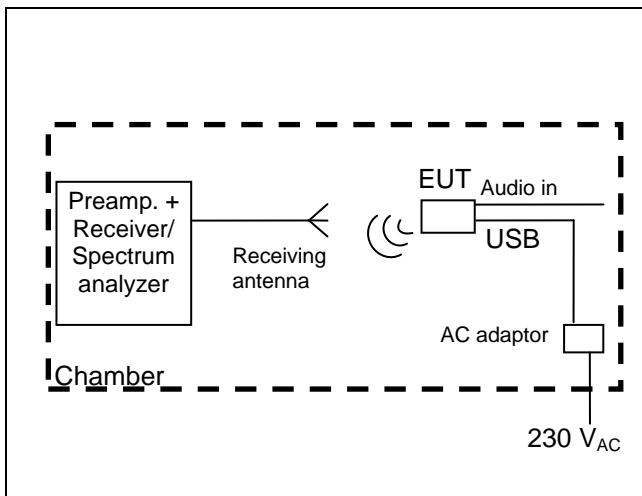 Preamp. +
Receiver/
Spectrum
analyzer
Receiving
antenna
EUT
Audio in
USB
AC adaptor
Chamber
230 VAC